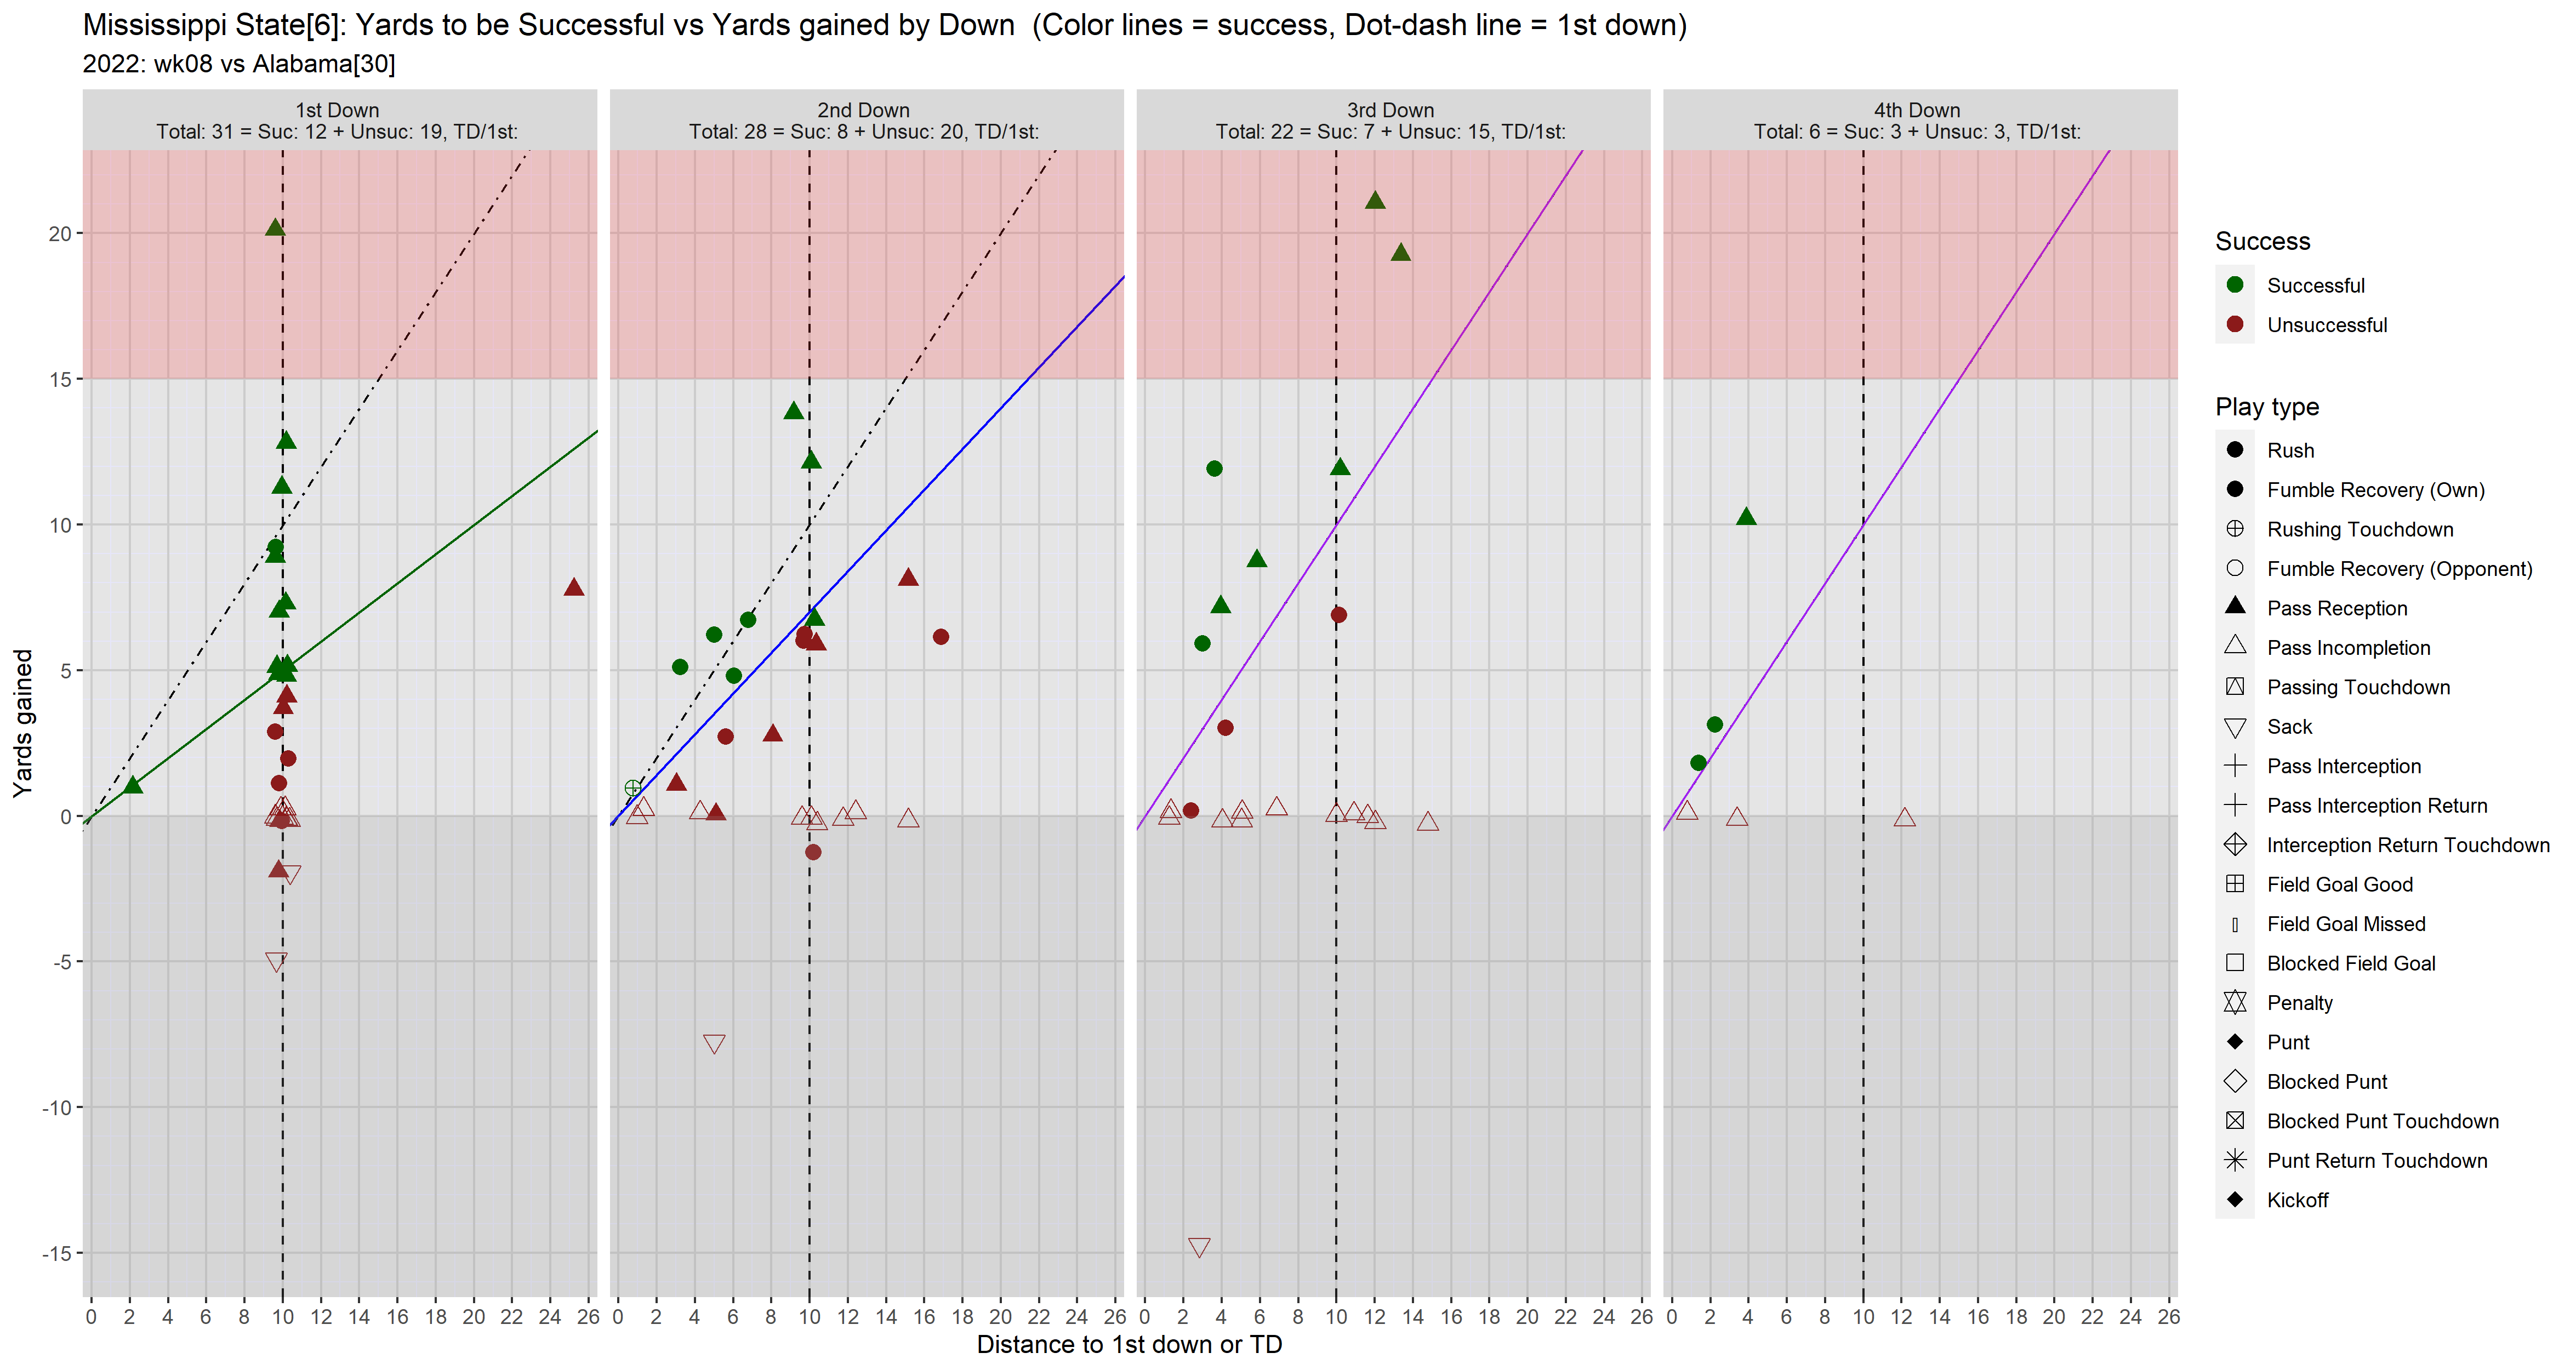 Mississippi State[6]: Yards to be Successful vs Yards gained by Down  (Color lines = success, Dot-dash line = 1st down)
2022: wk08 vs Alabama[30]
1st Down
Total: 31 = Suc: 12 + Unsuc: 19, TD/1st:
2nd Down
Total: 28 = Suc: 8 + Unsuc: 20, TD/1st:
3rd Down
Total: 22 = Suc: 7 + Unsuc: 15, TD/1st:
4th Down
Total: 6 = Suc: 3 + Unsuc: 3, TD/1st:
Yards gained
20
15
10
5
0
-5
-10
-15
0 2 4 6 8 10 12 14 16 18 20 22 24 26
0 2 4 6 8 10 12 14 16 18 20 22 24 26
0 2 4 6 8 10 12 14 16 18 20 22 24 26
0 2 4 6 8 10 12 14 16 18 20 22 24 26
Distance to 1st down or TD
Success
Successful
Unsuccessful
Play type
Rush
Fumble Recovery (Own)
Rushing Touchdown
Fumble Recovery (Opponent)
Pass Reception
Pass Incompletion
Passing Touchdown
Sack
Pass Interception
Pass Interception Return
Interception Return Touchdown
Field Goal Good
Field Goal Missed
Blocked Field Goal
Penalty
Punt
Blocked Punt
Blocked Punt Touchdown
Punt Return Touchdown
Kickoff